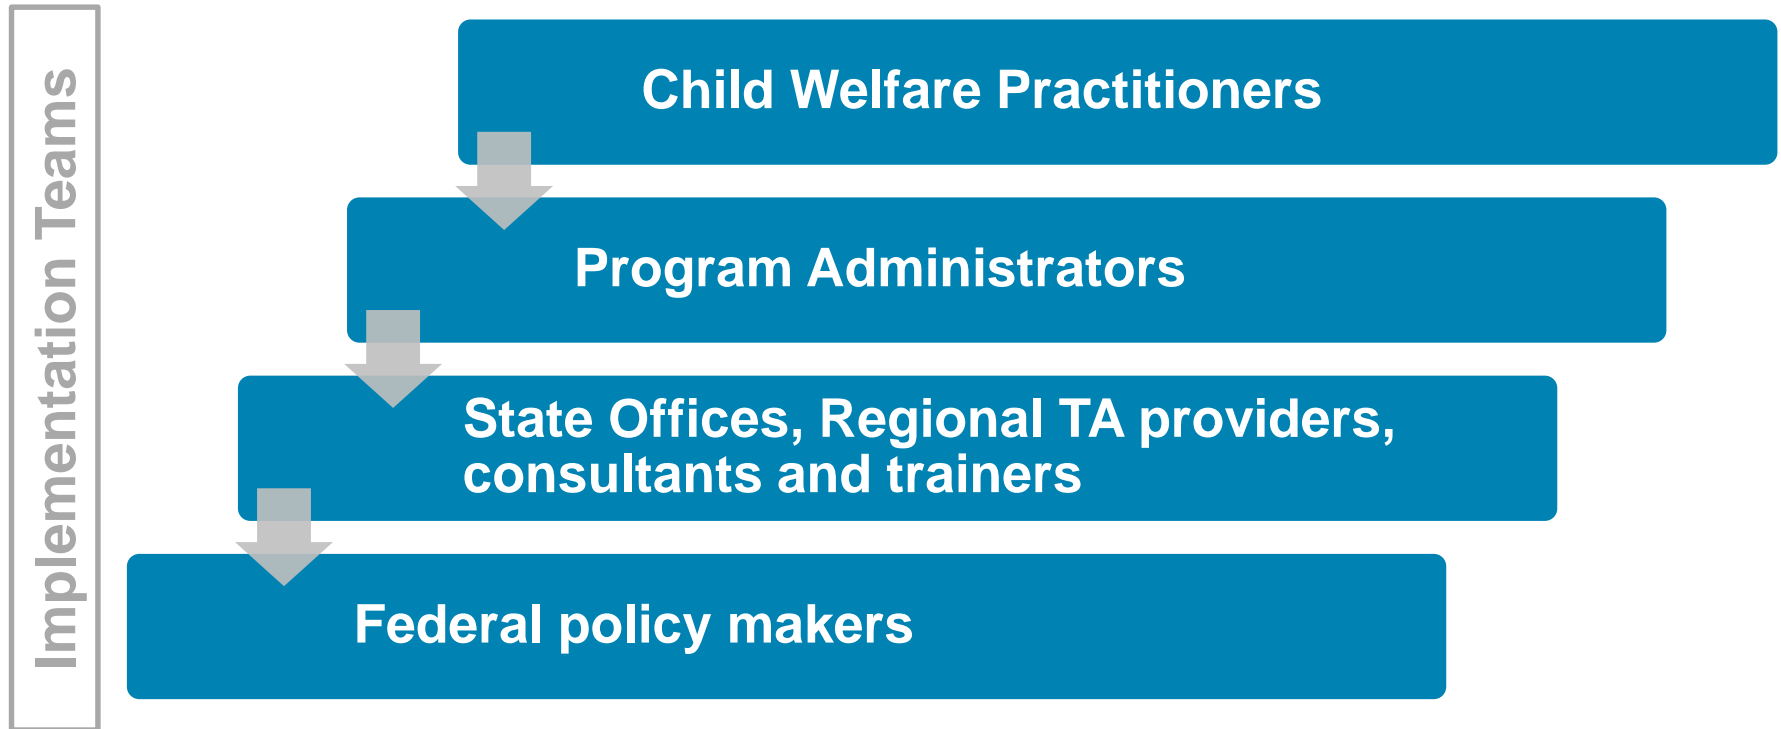 Implementation Teams
Child Welfare Practitioners
Program Administrators
State Offices, Regional TA providers,
consultants and trainers
Federal policy makers